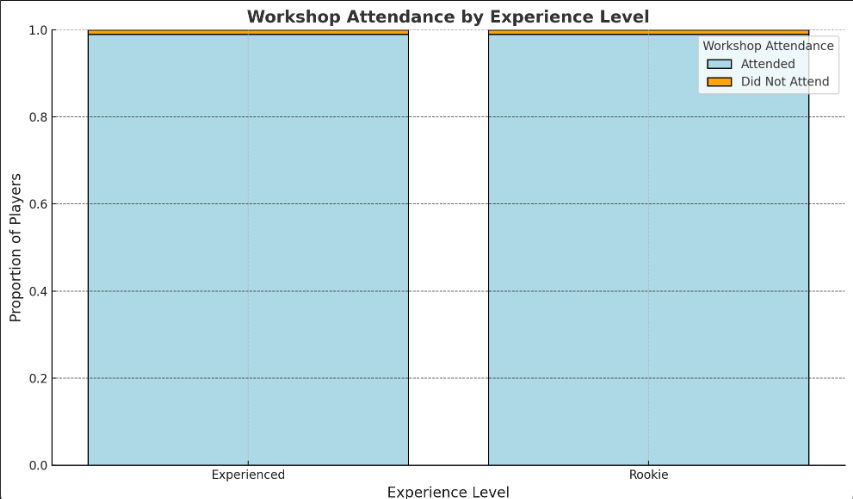 Workshop Attendance by Experience Level
Workshop Attendance
Attended
Did Not Attend
Proportion of Players
1.0
0.8
0.6
0.4
0.2
0.0
Experienced Rookie
Experience Level